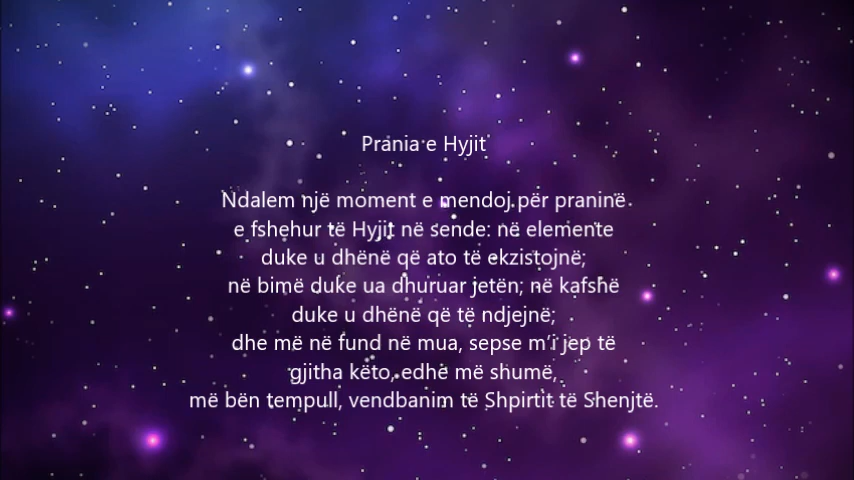 Prania e Hyjit
Ndalem një moment e mendoj për praninë
e fshehur të Hyjit në sende: në elemente
duke u dhënë që ato të ekzistojnë;
në bimë duke ua dhuruar jetën; në kafshë
duke u dhënë që të ndjejnë;
dhe më në fund në mua, sepse m'i jep të
gjitha këto, edhe më shumë,
më bën tempull, vendbanim të Shpirtit të Shenjtë.